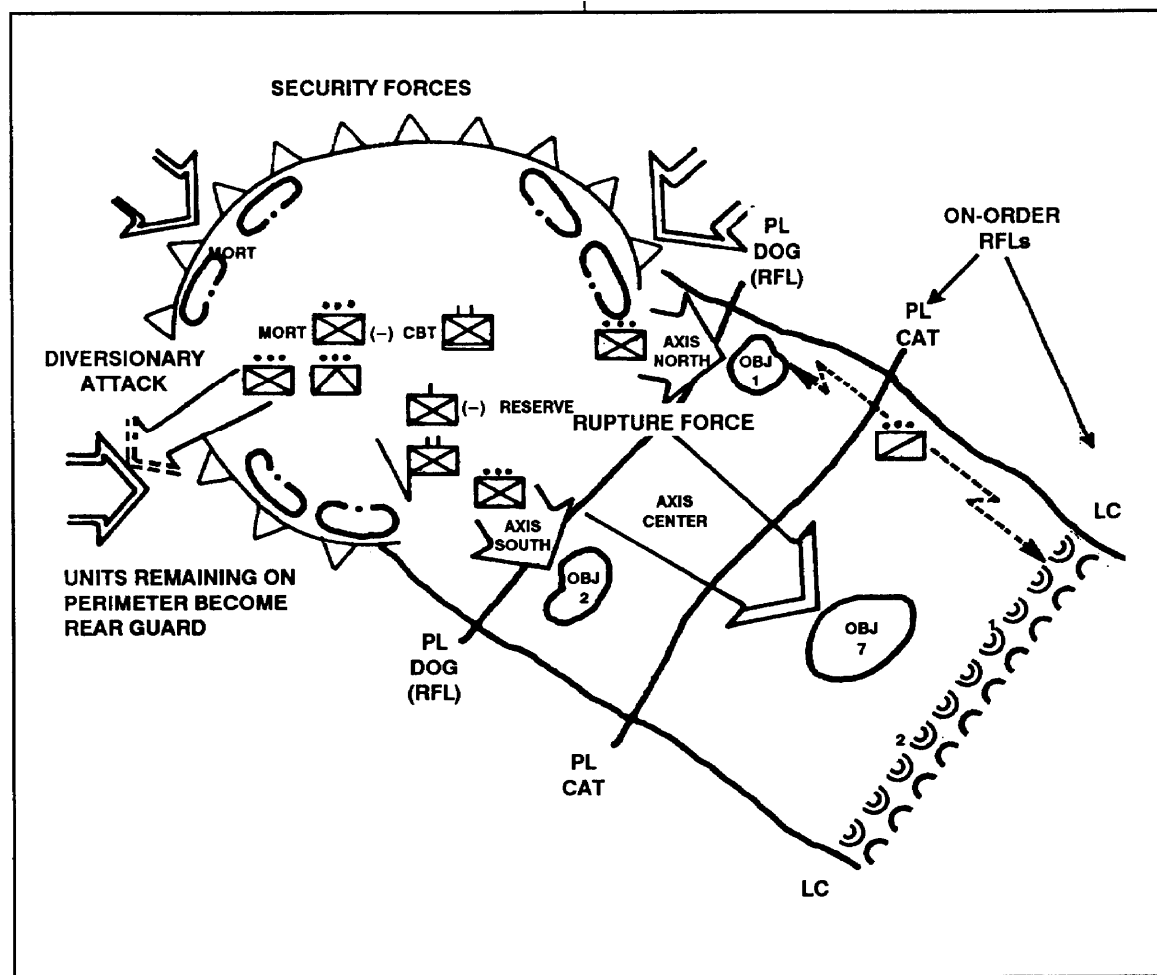 SECURITY FORCES
MORT
PL
DOG
(RFL)
ON-ORDER
RFLs
PL
CAT
MORT
(–) CBT
AXIS
NORTH
OBJ
1
DIVERSIONARY
ATTACK
(–) RESERVE
RUPTURE FORCE
AXIS
CENTER
AXIS
SOUTH
LC
OBJ
2
UNITS REMAINING ON
PERIMETER BECOME
REAR GUARD
OBJ
7
1
PL
DOG
(RFL)
2
PL
CAT
LC